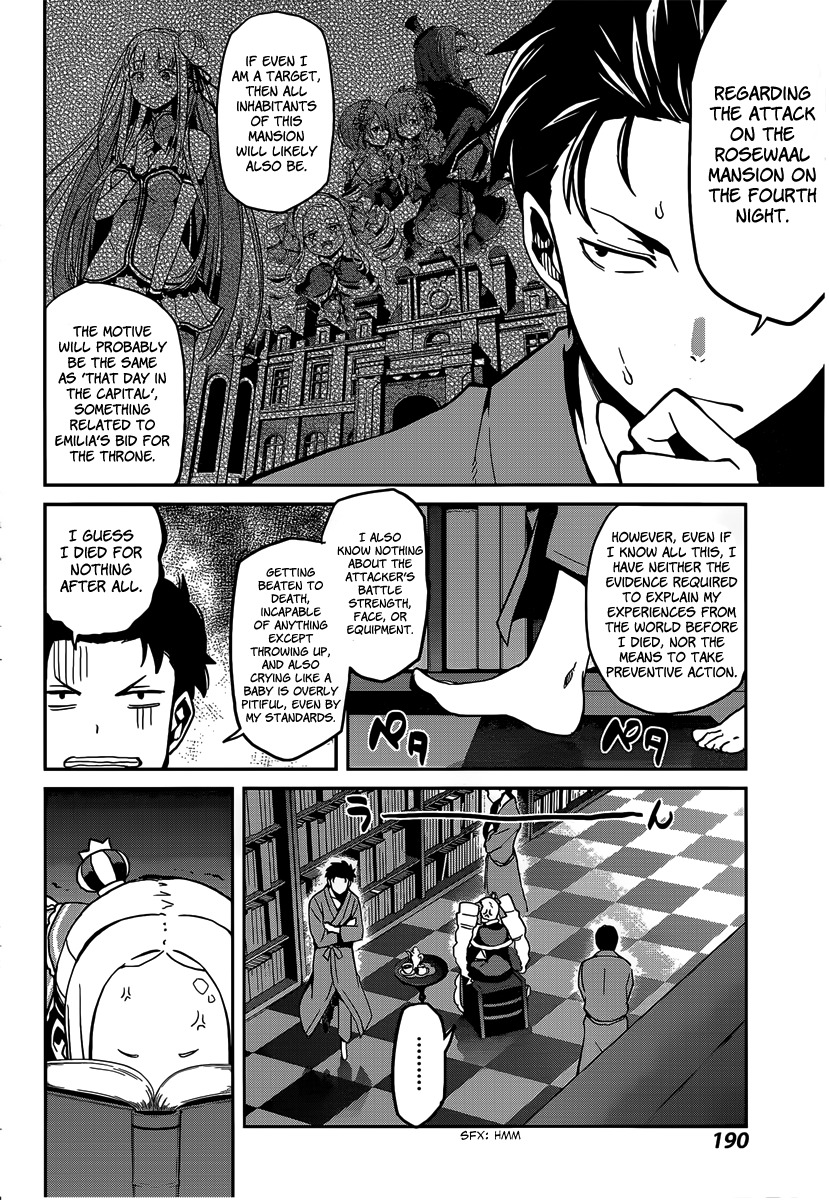 REGARDING
THE ATTACK
ON THE
ROSEWAAL
MANSION ON
THE FOURTH
NIGHT.
IF EVEN I
AM A TARGET,
THEN ALL
INHABITANTS
OF THIS
MANSION
WILL LIKELY
ALSO BE.
THE MOTIVE
WILL PROBABLY
BE THE SAME
AS 'THAT DAY IN
THE CAPITAL',
SOMETHING
RELATED TO
EMILIA'S BID FOR
THE THRONE.
HOWEVER, EVEN IF
I KNOW ALL THIS, I
HAVE NEITHER THE
EVIDENCE REQUIRED
TO EXPLAIN MY
EXPERIENCES FROM
THE WORLD BEFORE
I DIED, NOR THE
MEANS TO TAKE
PREVENTIVE ACTION.
ペタ
ペタ
I ALSO
KNOW NOTHING
ABOUT THE
ATTACKER'S
BATTLE
STRENGTH,
FACE, OR
EQUIPMENT.
GETTING
BEATEN TO
DEATH,
INCAPABLE
OF ANYTHING
EXCEPT
THROWING UP,
AND ALSO
CRYING LIKE A
BABY IS OVERLY
PITIFUL, EVEN BY
MY STANDARDS.
I GUESS
I DIED FOR
NOTHING
AFTER ALL.
うーん
.........
SFX: HMM
...
190